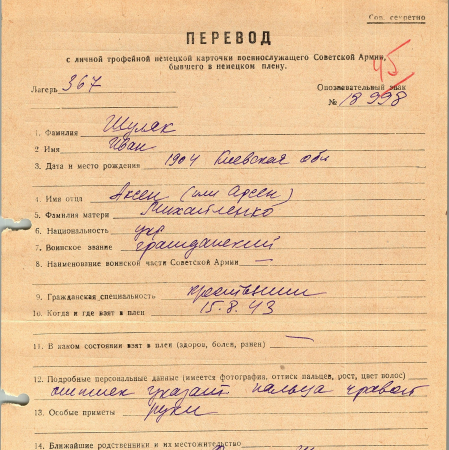 Сов. секретно
ПЕРЕВОД
с личной трофейной немецкой карточки военнослужащего Советской Армии,
бывшего в немецком плену.
45
Лагерь 367
Опознавательный знак
№ 18998
1. Фамилия Шуляк
2. Имя Иван
3. Дата и место рождения 1904 Киевская обл
4. Имя отца Аксен (или Арсен)
5. Фамилия матери Михайленко
6. Национальность укр
7. Воинское звание гражданский
8. Наименование воинской части Советской Армии —
9. Гражданская специальность крестьянин
10. Когда и где взят в плен 15.8.43
11. В каком состоянии взят в плен (здоров, болен, ранен) —
12. Подробные персональные данные (имеется фотография, оттиск пальцев, рост, цвет волос)
оттиск указат пальца правой
13. Особые приметы руки
14. Ближайшие родственники и их местожительство